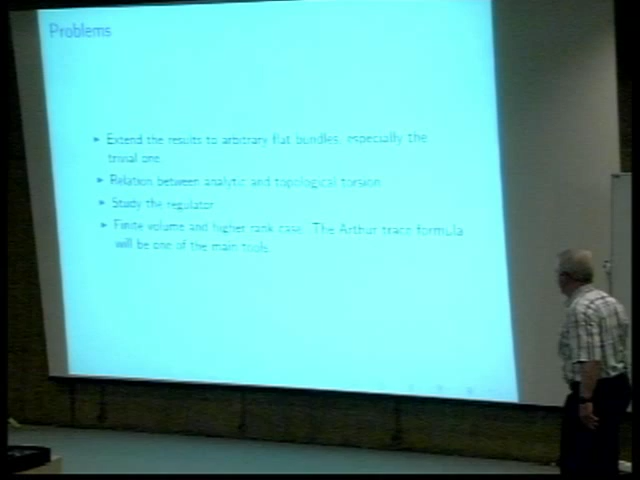 Problems
▸ Extend the results to arbitrary flat bundles, especially the
trivial one.
▸ Relation between analytic and topological torsion.
▸ Study the regulator.
▸ Finite volume and higher rank case. The Arthur trace formula
will be one of the main tools.